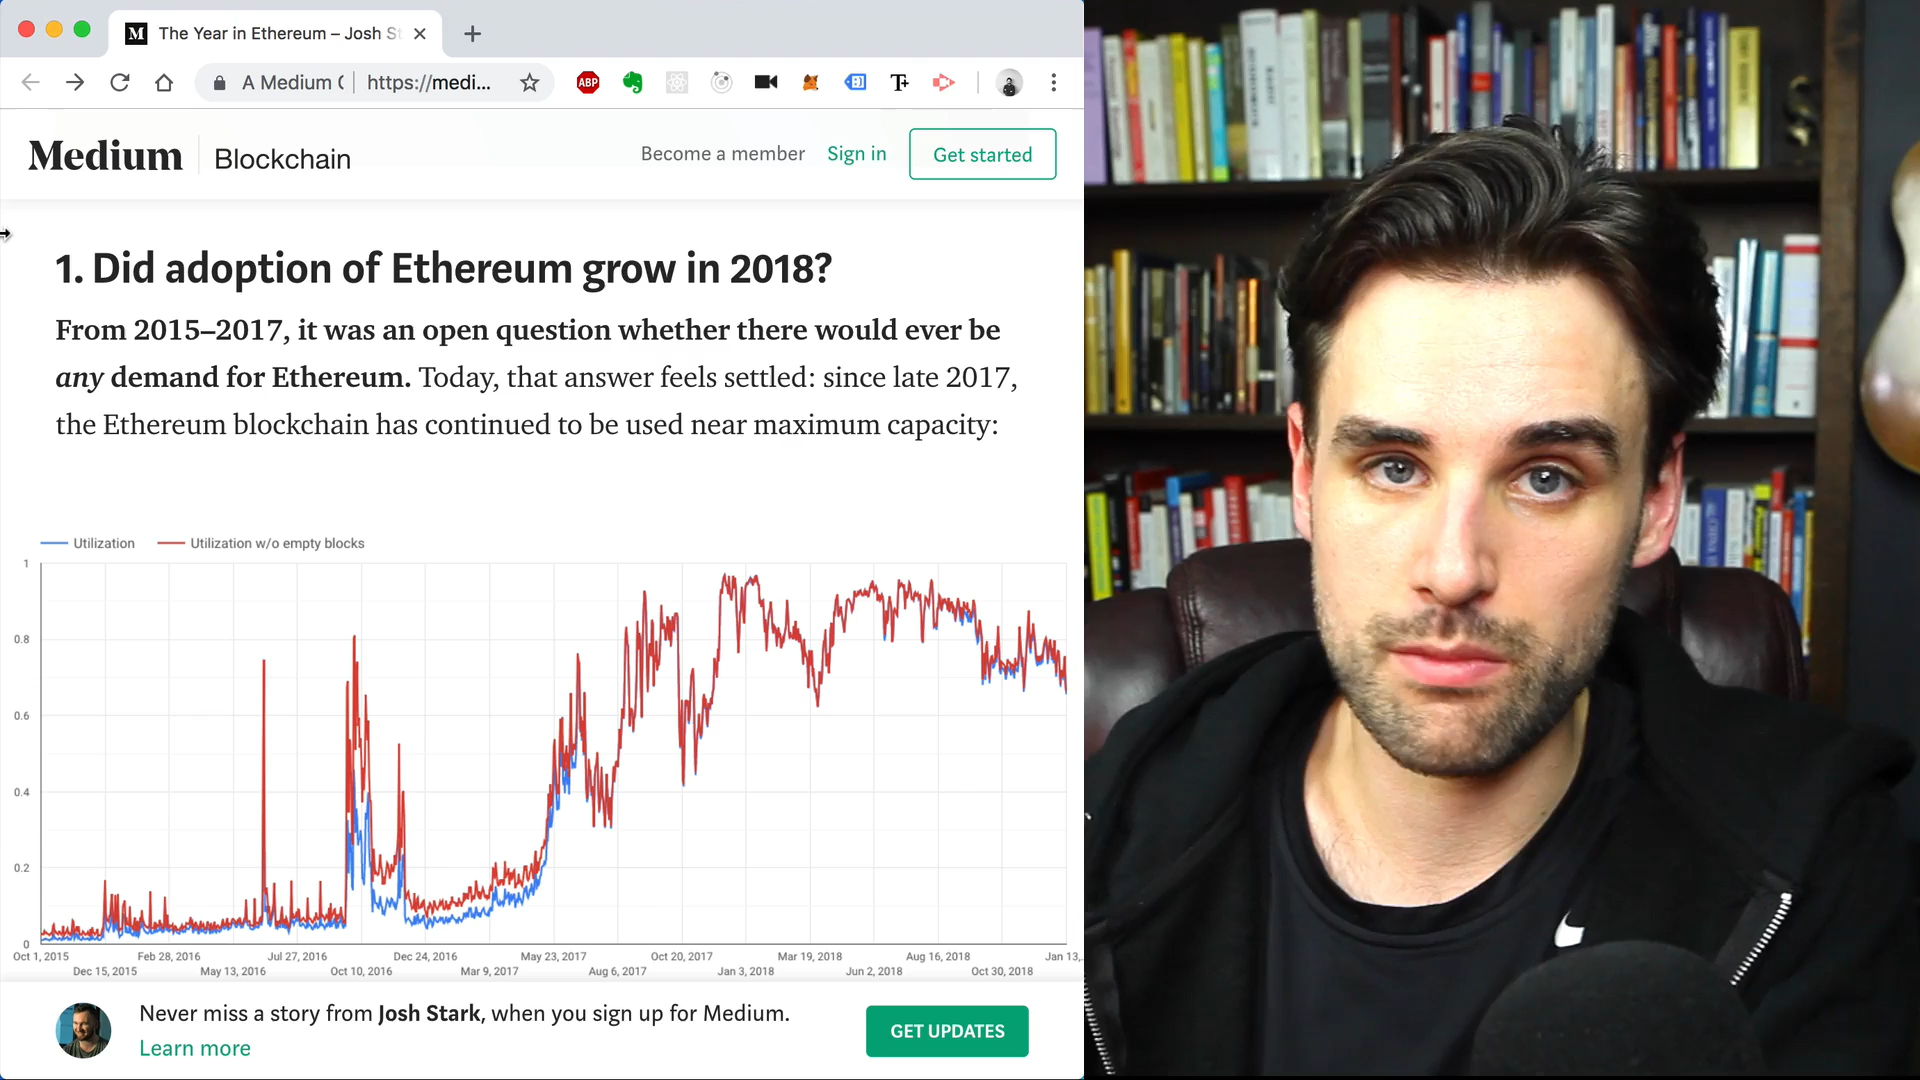 The Year in Ethereum – Josh St
A Medium C
https://medi...
ABP
T+
Medium
Blockchain
Become a member
Sign in
Get started
1. Did adoption of Ethereum grow in 2018?
From 2015–2017, it was an open question whether there would ever be
any demand for Ethereum. Today, that answer feels settled: since late 2017,
the Ethereum blockchain has continued to be used near maximum capacity:
Utilization
Utilization w/o empty blocks
1
0.8
0.6
0.4
0.2
0
Oct 1, 2015
Dec 15, 2015
Feb 28, 2016
May 13, 2016
Jul 27, 2016
Oct 10, 2016
Dec 24, 2016
Mar 9, 2017
May 23, 2017
Aug 6, 2017
Oct 20, 2017
Jan 3, 2018
Mar 19, 2018
Jun 2, 2018
Aug 16, 2018
Oct 30, 2018
Jan 13,...
Never miss a story from Josh Stark, when you sign up for Medium.
Learn more
GET UPDATES